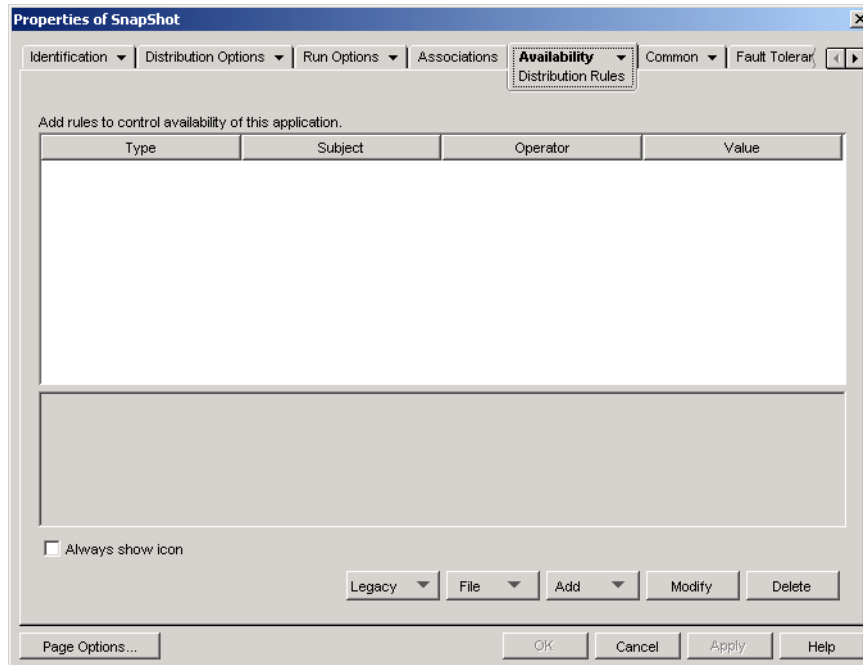 Properties of SnapShot
Identification Distribution Options Run Options Associations Availability Common Fault Toleran
Distribution Rules
Add rules to control availability of this application.
Type Subject Operator Value
Always show icon
Legacy File Add Modify Delete
Page Options... OK Cancel Apply Help